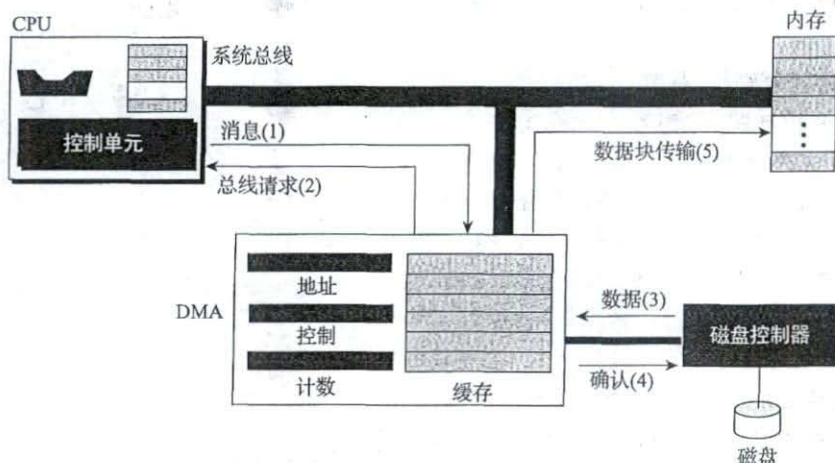 CPU
内存
系统总线
控制单元
消息(1)
数据块传输(5)
总线请求(2)
DMA
地址
控制
计数
缓存
数据(3)
磁盘控制器
确认(4)
磁盘